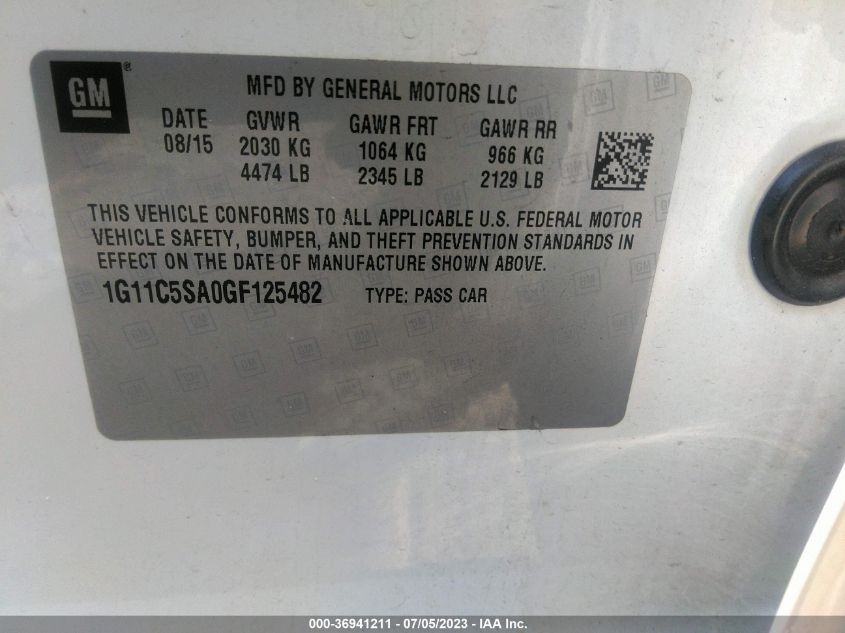 GM®
MFD BY GENERAL MOTORS LLC
DATE GVWR GAWR FRT GAWR RR
08/15 2030 KG 1064 KG 966 KG
4474 LB 2345 LB 2129 LB
THIS VEHICLE CONFORMS TO ALL APPLICABLE U.S. FEDERAL MOTOR
VEHICLE SAFETY, BUMPER, AND THEFT PREVENTION STANDARDS IN
EFFECT ON THE DATE OF MANUFACTURE SHOWN ABOVE.
1G11C5SA0GF125482 TYPE: PASS CAR
000-36941211 - 07/05/2023 - IAA Inc.